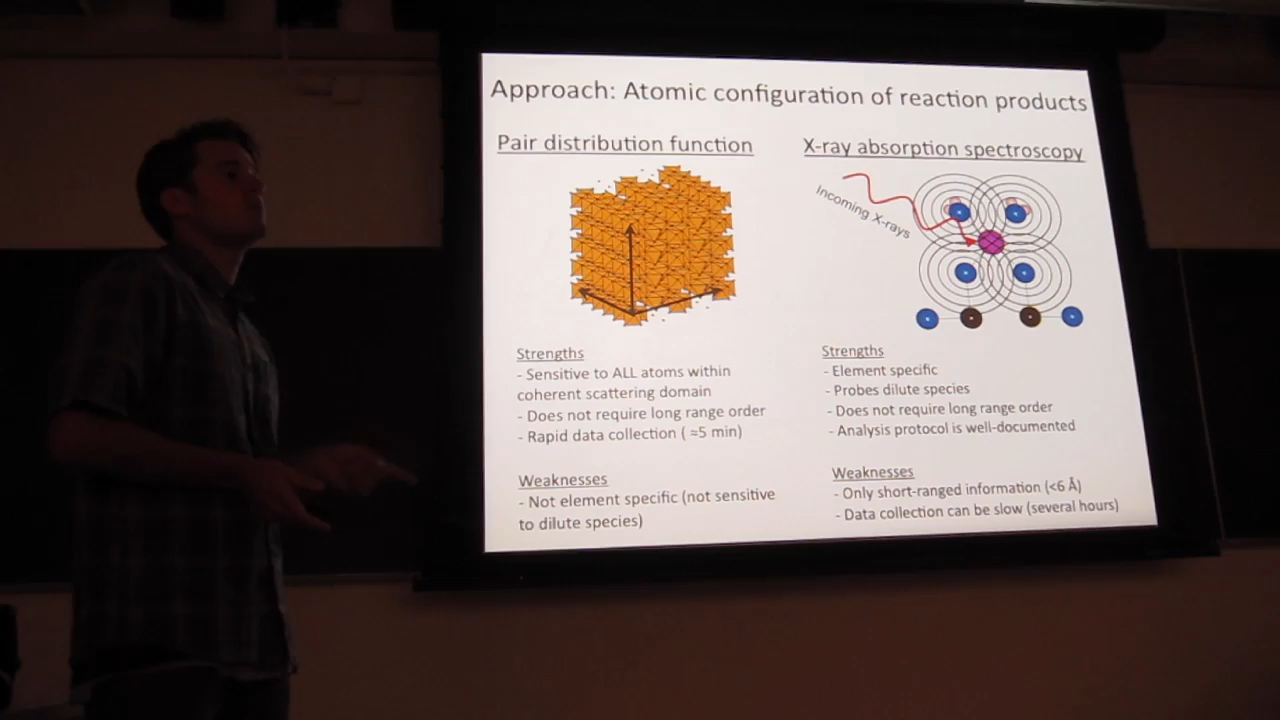 Approach: Atomic configuration of reaction products
Pair distribution function
Strengths
- Sensitive to ALL atoms within
coherent scattering domain
- Does not require long range order
- Rapid data collection ( ≈5 min)
Weaknesses
- Not element specific (not sensitive
to dilute species)
X-ray absorption spectroscopy
Incoming X-rays
Strengths
- Element specific
- Probes dilute species
- Does not require long range order
- Analysis protocol is well-documented
Weaknesses
- Only short-ranged information (<6 Å)
- Data collection can be slow (several hours)